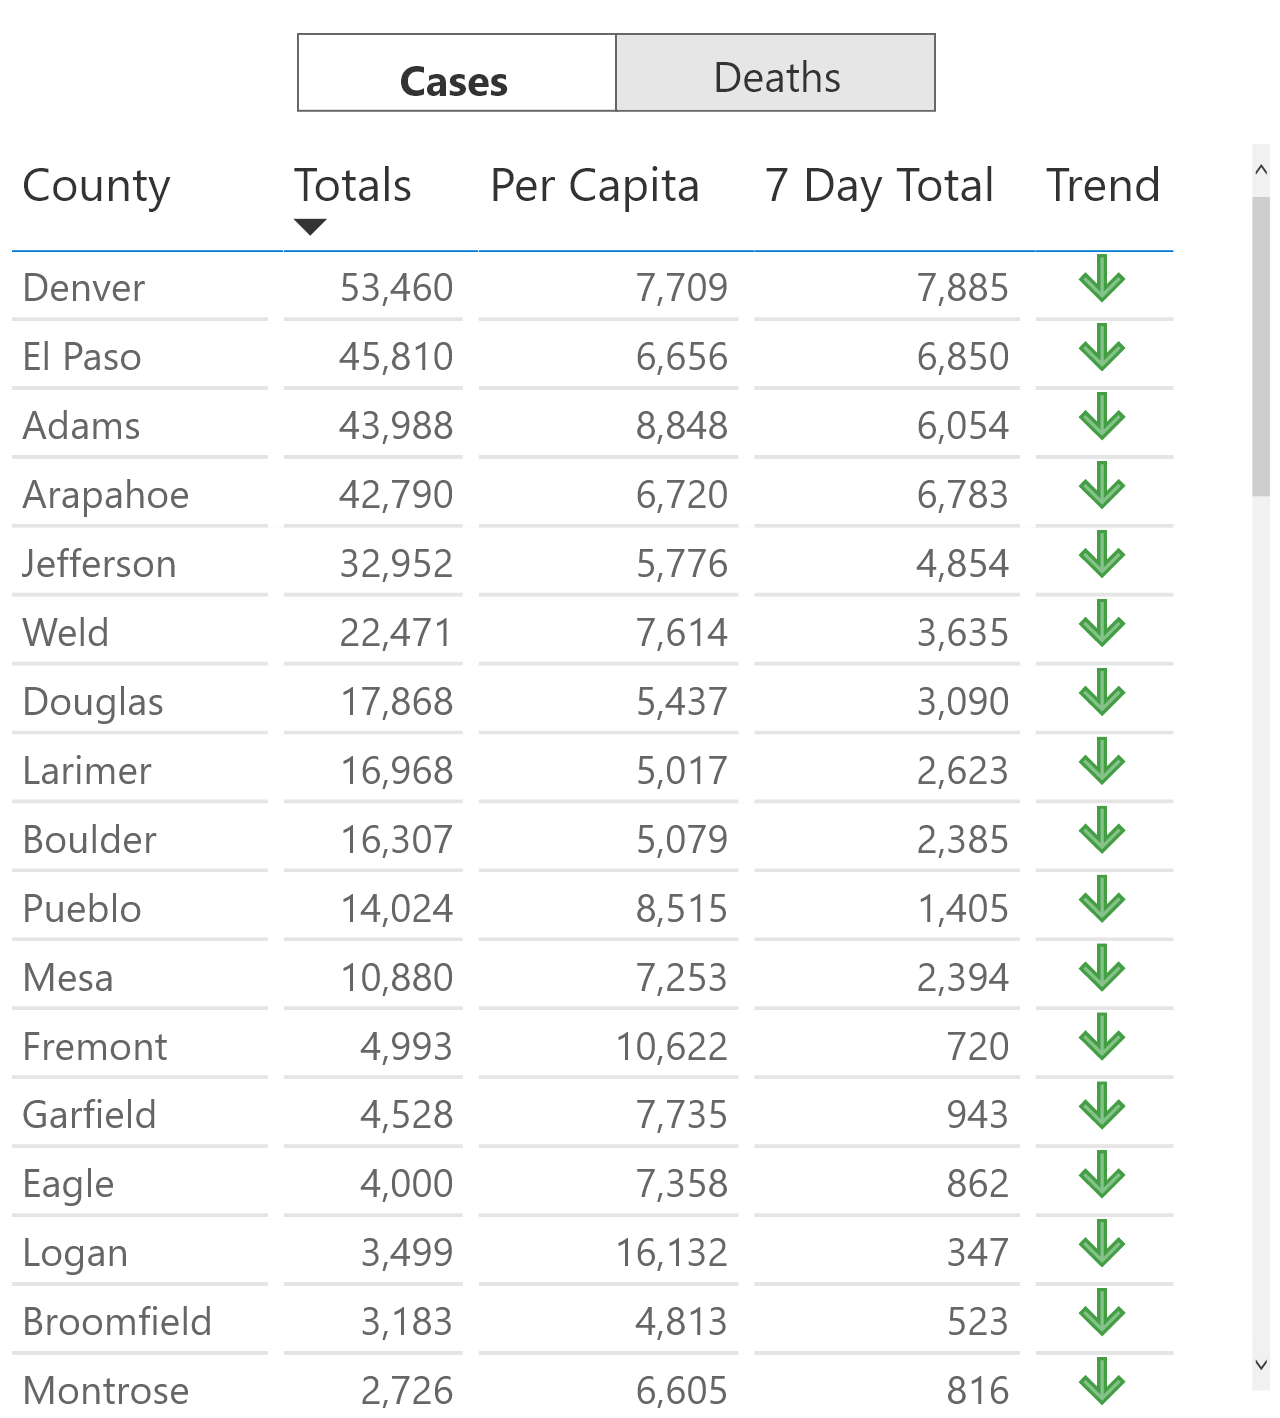 Cases Deaths
County Totals Per Capita 7 Day Total Trend
Denver 53,460 7,709 7,885
El Paso 45,810 6,656 6,850
Adams 43,988 8,848 6,054
Arapahoe 42,790 6,720 6,783
Jefferson 32,952 5,776 4,854
Weld 22,471 7,614 3,635
Douglas 17,868 5,437 3,090
Larimer 16,968 5,017 2,623
Boulder 16,307 5,079 2,385
Pueblo 14,024 8,515 1,405
Mesa 10,880 7,253 2,394
Fremont 4,993 10,622 720
Garfield 4,528 7,735 943
Eagle 4,000 7,358 862
Logan 3,499 16,132 347
Broomfield 3,183 4,813 523
Montrose 2,726 6,605 816